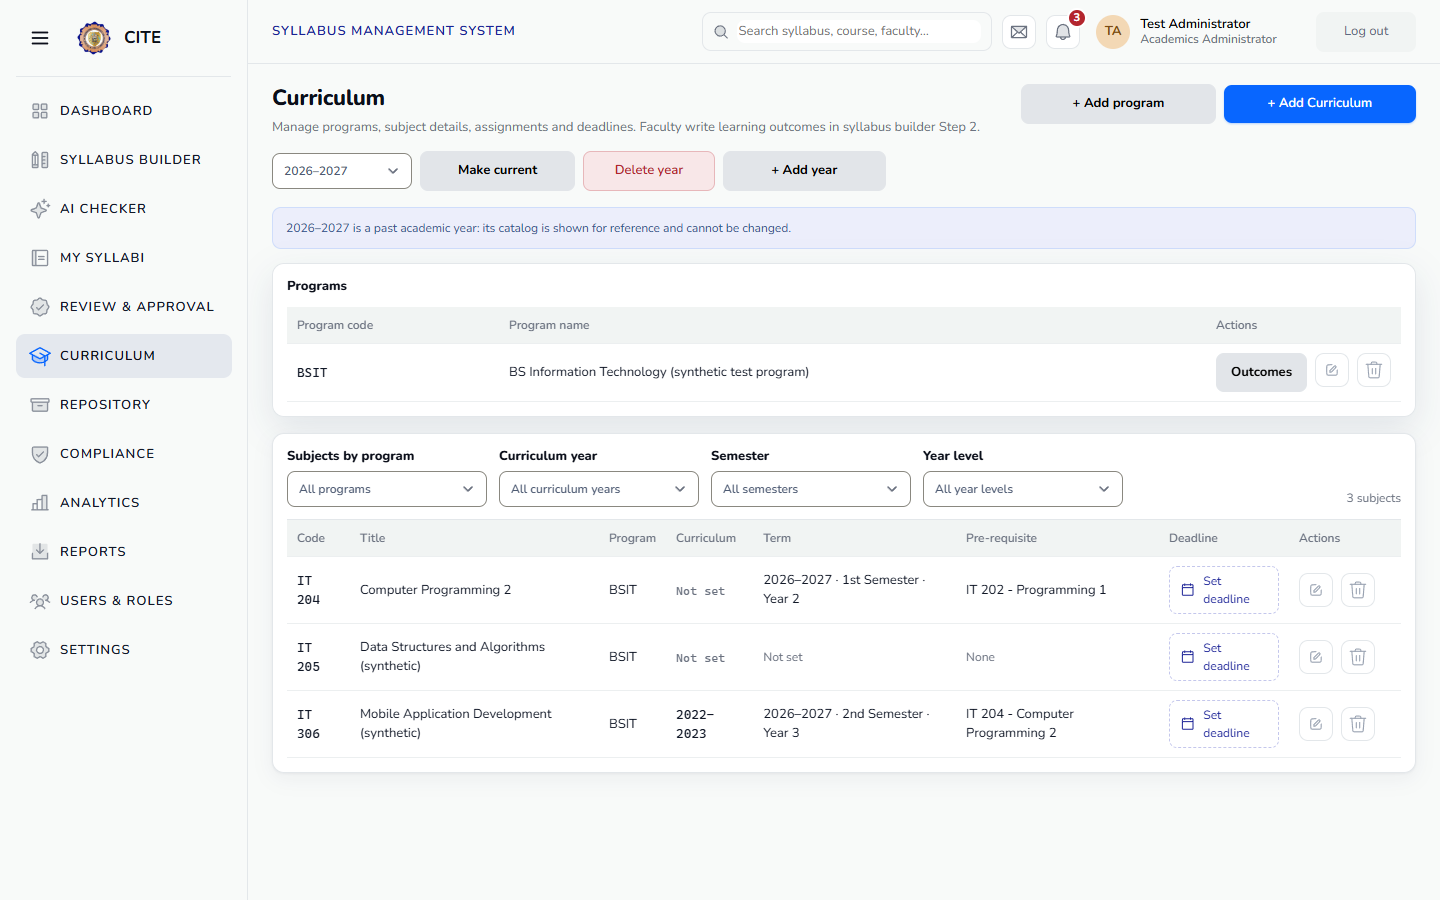 CITE
SYLLABUS MANAGEMENT SYSTEM
Search syllabus, course, faculty...
3
TA
Test Administrator
Academics Administrator
Log out
DASHBOARD
SYLLABUS BUILDER
AI CHECKER
MY SYLLABI
REVIEW & APPROVAL
CURRICULUM
REPOSITORY
COMPLIANCE
ANALYTICS
REPORTS
USERS & ROLES
SETTINGS
Curriculum
Manage programs, subject details, assignments and deadlines. Faculty write learning outcomes in syllabus builder Step 2.
+ Add program
+ Add Curriculum
2026–2027
Make current
Delete year
+ Add year
2026–2027 is a past academic year: its catalog is shown for reference and cannot be changed.
Programs
Program code Program name Actions
BSIT BS Information Technology (synthetic test program) Outcomes
Subjects by program Curriculum year Semester Year level
All programs All curriculum years All semesters All year levels
3 subjects
Code Title Program Curriculum Term Pre-requisite Deadline Actions
IT 204 Computer Programming 2 BSIT Not set 2026–2027 · 1st Semester · Year 2 IT 202 - Programming 1 Set deadline
IT 205 Data Structures and Algorithms (synthetic) BSIT Not set Not set None Set deadline
IT 306 Mobile Application Development (synthetic) BSIT 2022–2023 2026–2027 · 2nd Semester · Year 3 IT 204 - Computer Programming 2 Set deadline